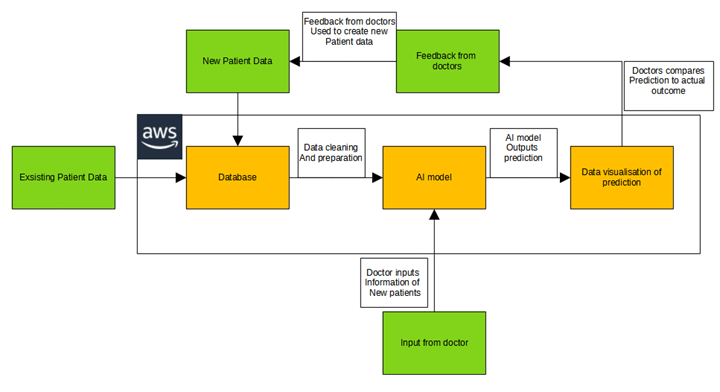 Feedback from doctors
Used to create new
Patient data
New Patient Data
Feedback from
doctors
Doctors compares
Prediction to actual
outcome
aws
Data cleaning
And preparation
AI model
Outputs
prediction
Exsisting Patient Data
Database
AI model
Data visualisation of
prediction
Doctor inputs
Information of
New patients
Input from doctor